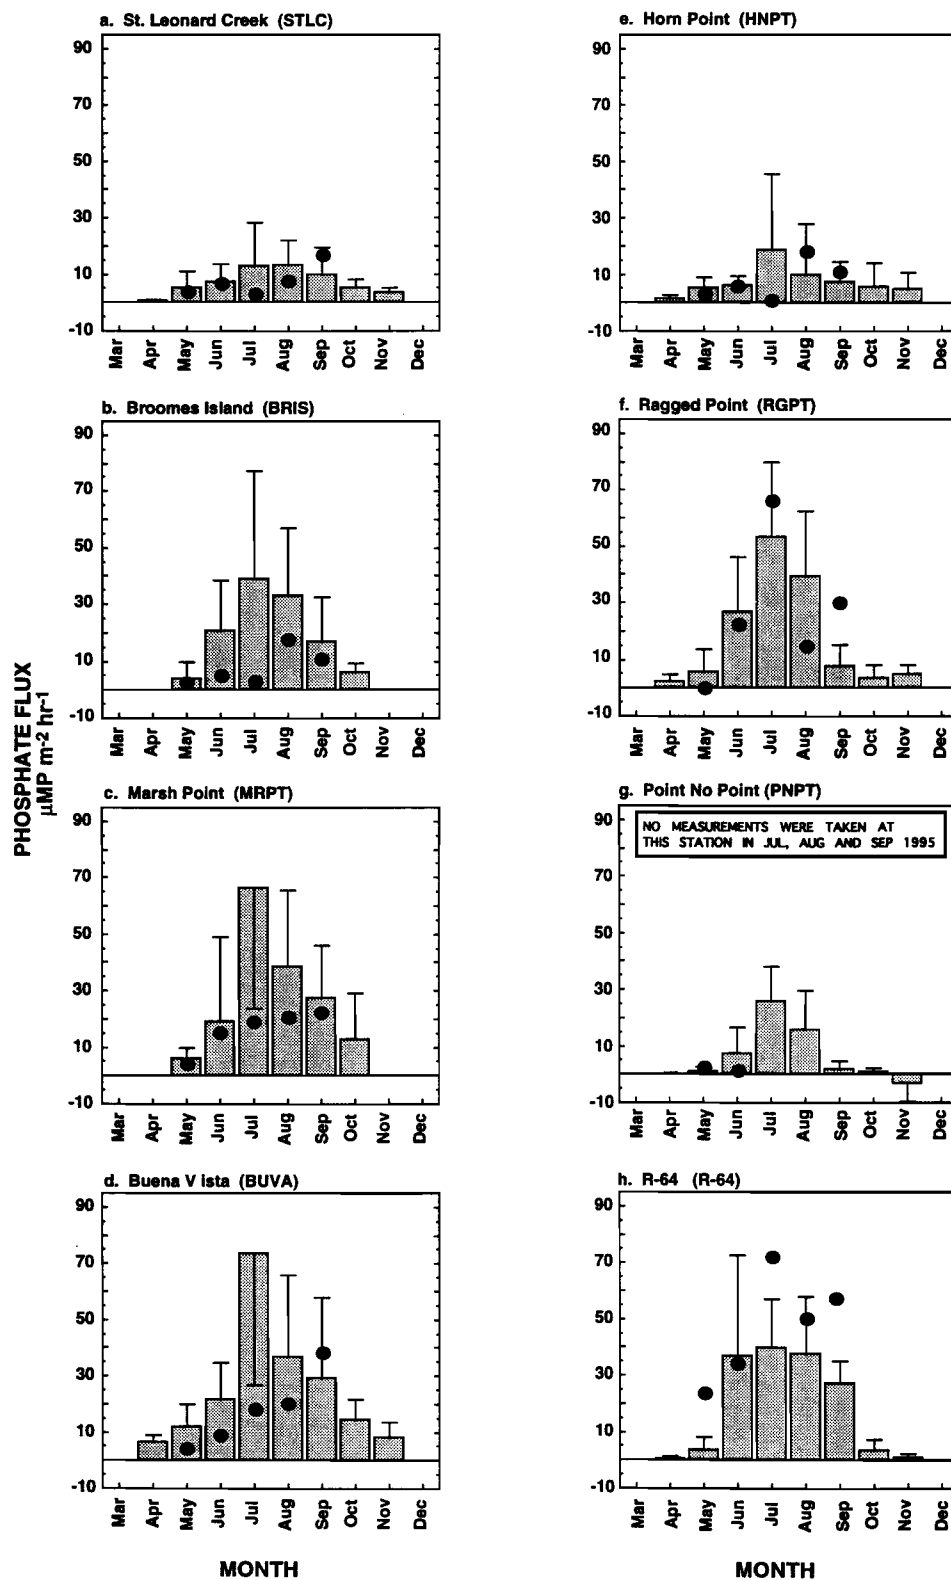 a. St. Leonard Creek (STLC)
90
70
50
30
10
-10
Mar Apr May Jun Jul Aug Sep Oct Nov Dec
b. Broomes Island (BRIS)
90
70
50
30
10
-10
Mar Apr May Jun Jul Aug Sep Oct Nov Dec
PHOSPHATE FLUX
µMP m-2 hr-1
c. Marsh Point (MRPT)
90
70
50
30
10
-10
Mar Apr May Jun Jul Aug Sep Oct Nov Dec
d. Buena V ista (BUVA)
90
70
50
30
10
-10
Mar Apr May Jun Jul Aug Sep Oct Nov Dec
MONTH
e. Horn Point (HNPT)
90
70
50
30
10
-10
Mar Apr May Jun Jul Aug Sep Oct Nov Dec
f. Ragged Point (RGPT)
90
70
50
30
10
-10
Mar Apr May Jun Jul Aug Sep Oct Nov Dec
g. Point No Point (PNPT)
NO MEASUREMENTS WERE TAKEN AT
THIS STATION IN JUL, AUG AND SEP 1995
90
70
50
30
10
-10
Mar Apr May Jun Jul Aug Sep Oct Nov Dec
h. R-64 (R-64)
90
70
50
30
10
-10
Mar Apr May Jun Jul Aug Sep Oct Nov Dec
MONTH